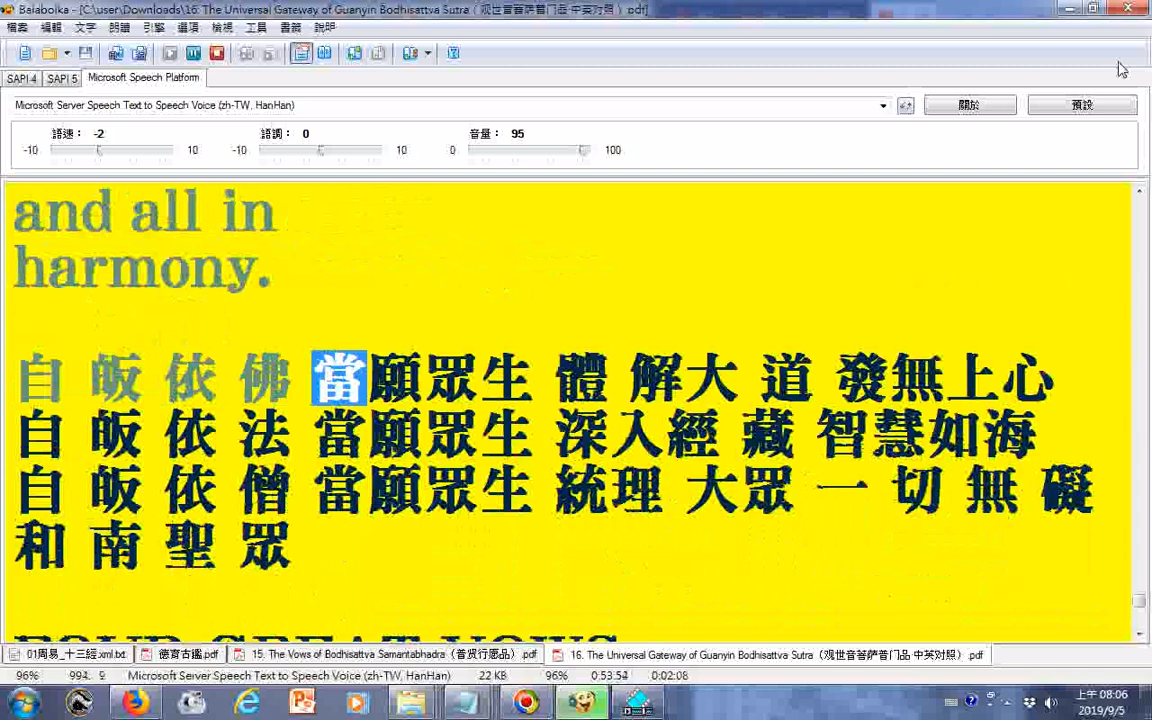 Balabolka - [C:\user\Downloads\16. The Universal Gateway of Guanyin Bodhisattva Sutra（观世音菩萨普门品 中英对照）.pdf]
檔案 編輯 文字 朗讀 引擎 選項 檢視 工具 書籤 說明
SAPI 4 SAPI 5 Microsoft Speech Platform
Microsoft Server Speech Text to Speech Voice (zh-TW, HanHan) 關於 預設
語速： -2 語調： 0 音量： 95
-10 10 -10 10 0 100
and all in
harmony.
自 皈 依 佛 當願眾生 體 解大 道 發無上心
自 皈 依 法 當願眾生 深入經 藏 智慧如海
自 皈 依 僧 當願眾生 統理 大眾 一 切 無 礙
和 南 聖 眾
FOUR GREAT VOWS
01周易_十三經.xml.txt 德育古鑑.pdf 15. The Vows of Bodhisattva Samantabhadra（普贤行愿品）.pdf 16. The Universal Gateway of Guanyin Bodhisattva Sutra（观世音菩萨普门品 中英对照）.pdf
96% 994: 9 Microsoft Server Speech Text to Speech Voice (zh-TW, HanHan) 22 KB 96% 0:53:54 0:02:08
上午 08:06
2019/9/5